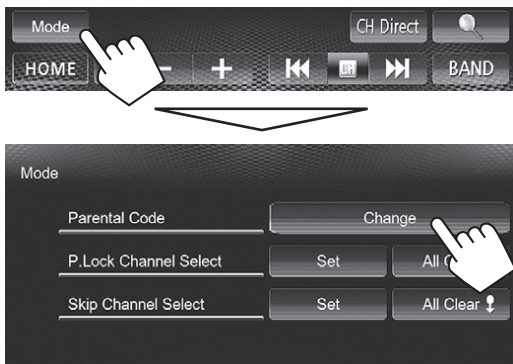 Mode
CH Direct
HOME
BAND
Mode
Parental Code
Change
P.Lock Channel Select
Set
All
Skip Channel Select
Set
All Clear